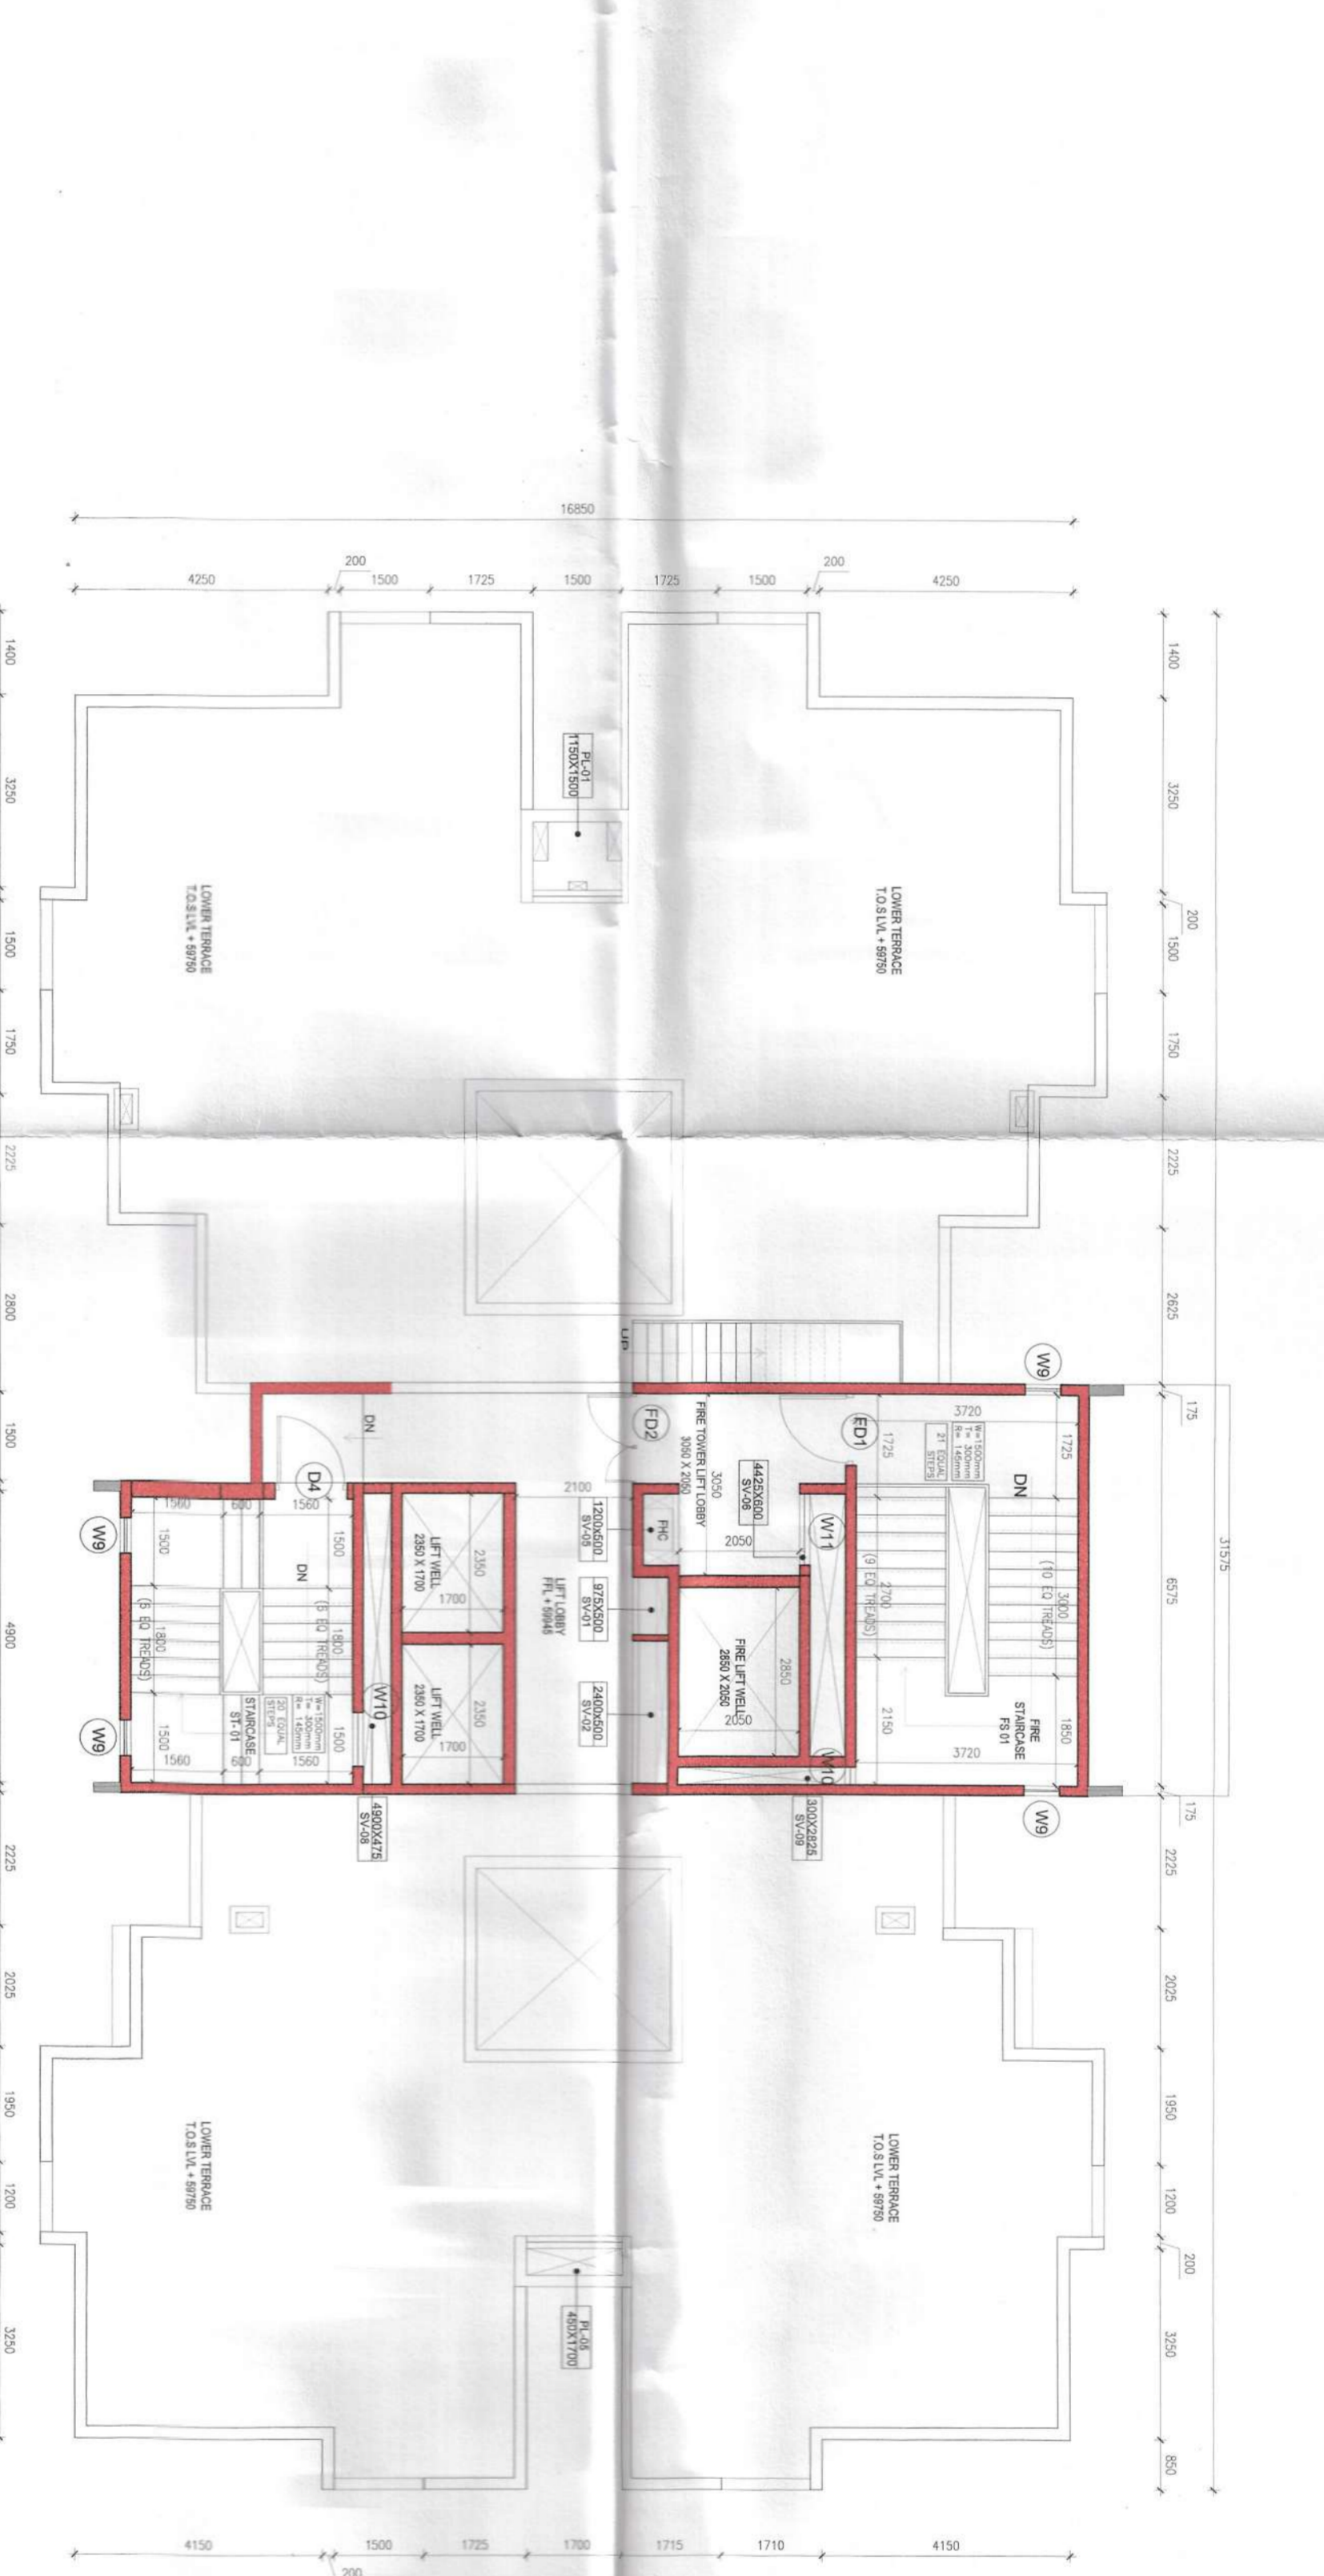 16850
200
200
4250
1500
1725
1500
1725
1500
4250
1400
3250
1500
1750
2225
2800
1500
4900
2225
2025
1950
1200
3250
1400
3250
200
1500
1750
2225
2625
175
6575
31575
175
2225
2025
1950
1200
200
3250
850
PL-01
1150X1500
LOWER TERRACE
T.O.S LVL + 59750
LOWER TERRACE
T.O.S LVL + 59750
UP
W9
3720
1725
W=1500mm
T= 300mm
R= 145mm
21 EQUAL
STEPS
FD1
1725
DN
FIRE TOWER LIFT LOBBY
3050 X 2050
3050
2050
FD2
4425X600
SV-06
W11
DN
D4
2100
1200x500
SV-05
FHC
1560
600
1560
W9
1500
1500
DN
LIFT WELL
2350 X 1700
2350
1700
LIFT LOBBY
FFL + 59945
975X500
SV-01
2700
(9 EQ TREADS)
3000
(10 EQ TREADS)
1800
(5 EQ TREADS)
1800
(5 EQ TREADS)
FIRE LIFT WELL
2850 X 2050
2850
2050
2400x500
SV-02
LIFT WELL
2350 X 1700
2350
1700
W10
W=1500mm
T= 300mm
R= 145mm
20 EQUAL
STEPS
STAIRCASE
ST- 01
1500
1500
1560
600
1560
W9
2150
FIRE
STAIRCASE
FS 01
1850
3720
W10
W9
4900X475
SV-08
300X2825
SV-09
LOWER TERRACE
T.O.S LVL + 59750
LOWER TERRACE
T.O.S LVL + 59750
PL-05
450X1700
4150
1500
1725
1700
1715
1710
4150
200